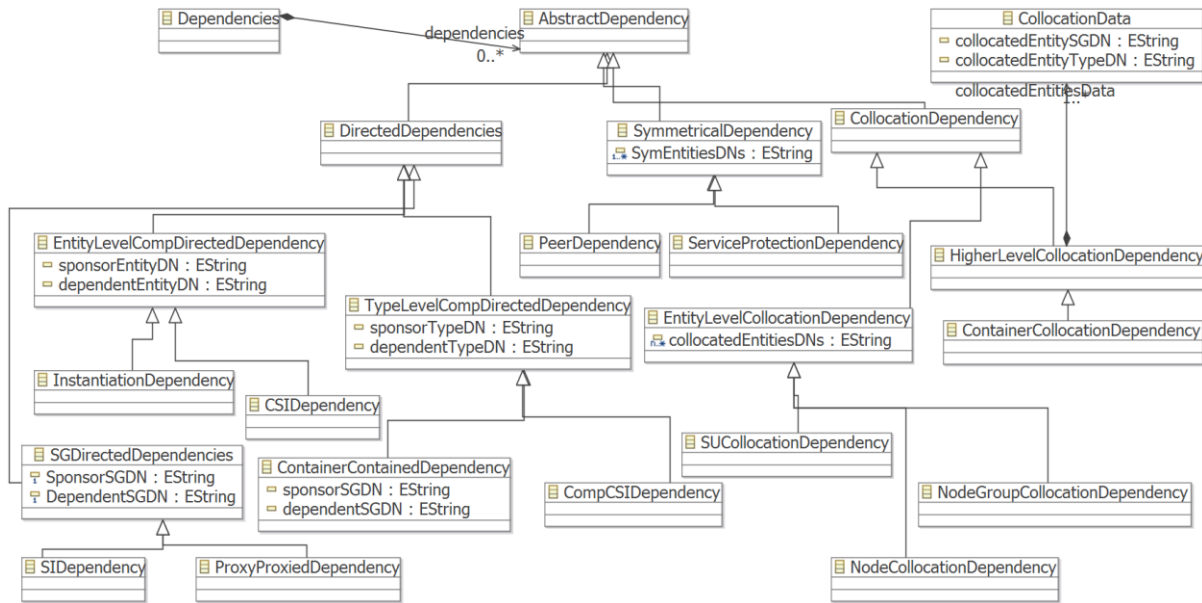 Dependencies
AbstractDependency
CollocationData
collocatedEntitySGDN : EString
collocatedEntityTypeDN : EString
dependencies
0..*
collocatedEntitiesData
1..*
DirectedDependencies
SymmetricalDependency
SymEntitiesDNs : EString
CollocationDependency
EntityLevelCompDirectedDependency
sponsorEntityDN : EString
dependentEntityDN : EString
PeerDependency
ServiceProtectionDependency
HigherLevelCollocationDependency
TypeLevelCompDirectedDependency
sponsorTypeDN : EString
dependentTypeDN : EString
EntityLevelCollocationDependency
collocatedEntitiesDNs : EString
ContainerCollocationDependency
InstantiationDependency
CSIDependency
SGDirectedDependencies
SponsorSGDN : EString
DependentSGDN : EString
ContainerContainedDependency
sponsorSGDN : EString
dependentSGDN : EString
SUCollocationDependency
CompCSIDependency
NodeGroupCollocationDependency
SIDependency
ProxyProxiedDependency
NodeCollocationDependency